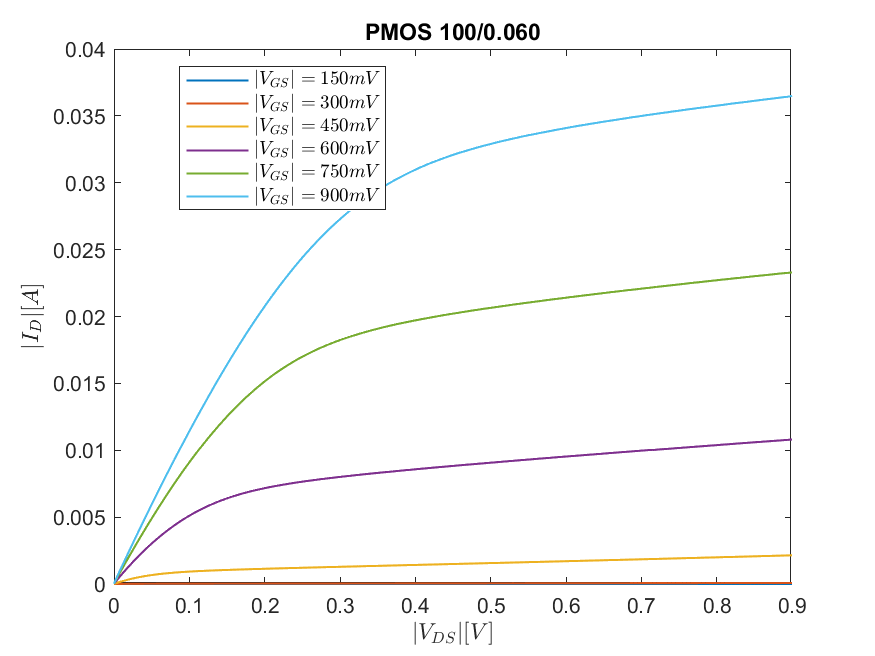 PMOS 100/0.060
0.04
0.035
0.03
0.025
0.02
0.015
0.01
0.005
0
|I_D|[A]
|V_GS| = 150mV
|V_GS| = 300mV
|V_GS| = 450mV
|V_GS| = 600mV
|V_GS| = 750mV
|V_GS| = 900mV
0 0.1 0.2 0.3 0.4 0.5 0.6 0.7 0.8 0.9
|V_DS|[V]